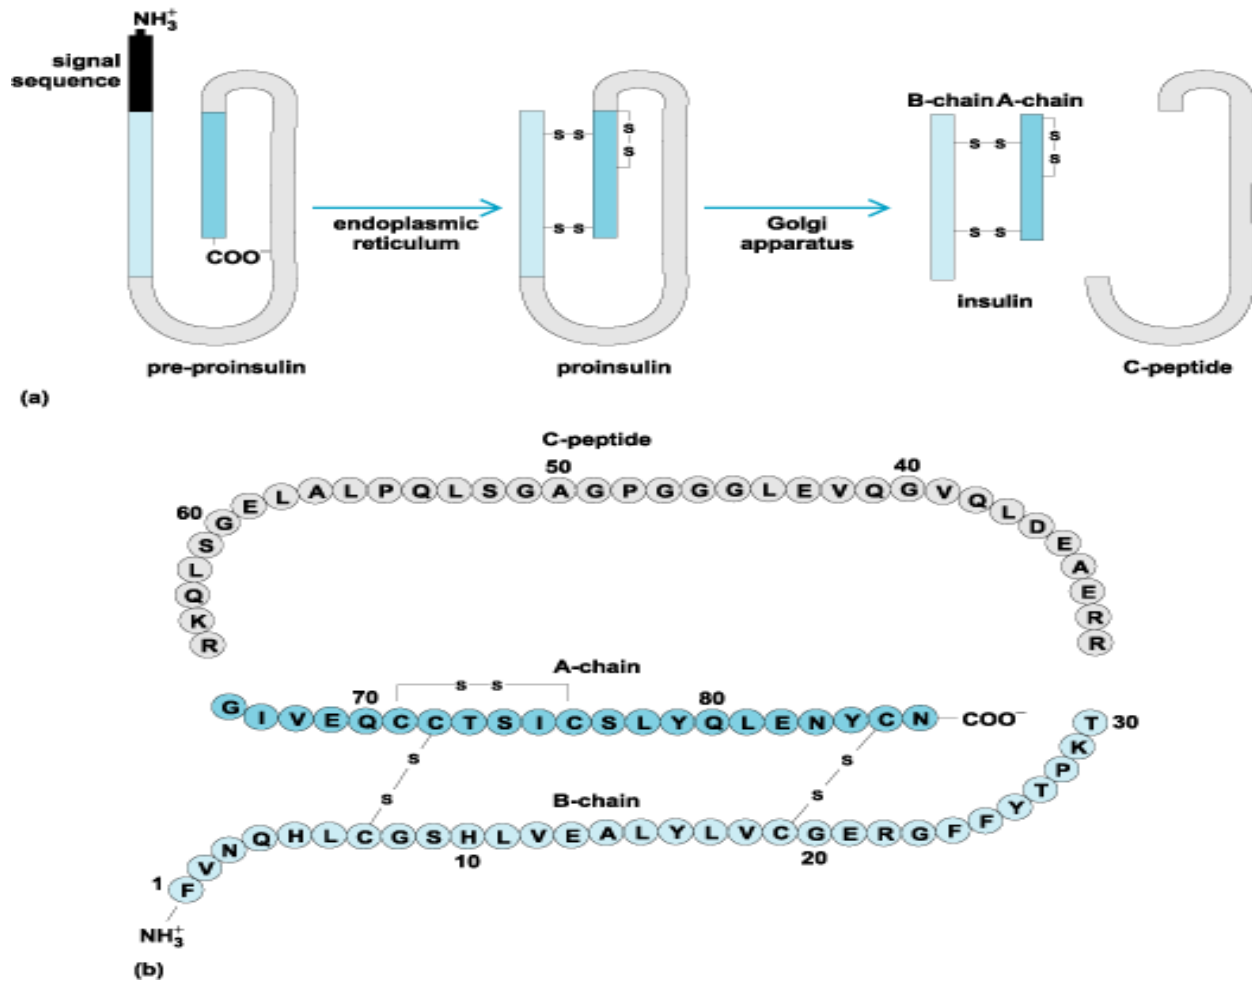 NH₃⁺
signal
sequence
COO⁻
pre-proinsulin
endoplasmic
reticulum
S S
S
S
S S
proinsulin
Golgi
apparatus
B-chain A-chain
S S
S
S
S S
insulin
C-peptide
(a)
C-peptide
60 50 40
R K Q L S G E L A L P Q L S G A G P G G G L E V Q G V Q L D E A E R R
A-chain
70 S S 80
G I V E Q C C T S I C S L Y Q L E N Y C N COO⁻
S S
S S
B-chain
F V N Q H L C G S H L V E A L Y L V C G E R G F F Y T P K T
1 10 20 30
NH₃⁺
(b)